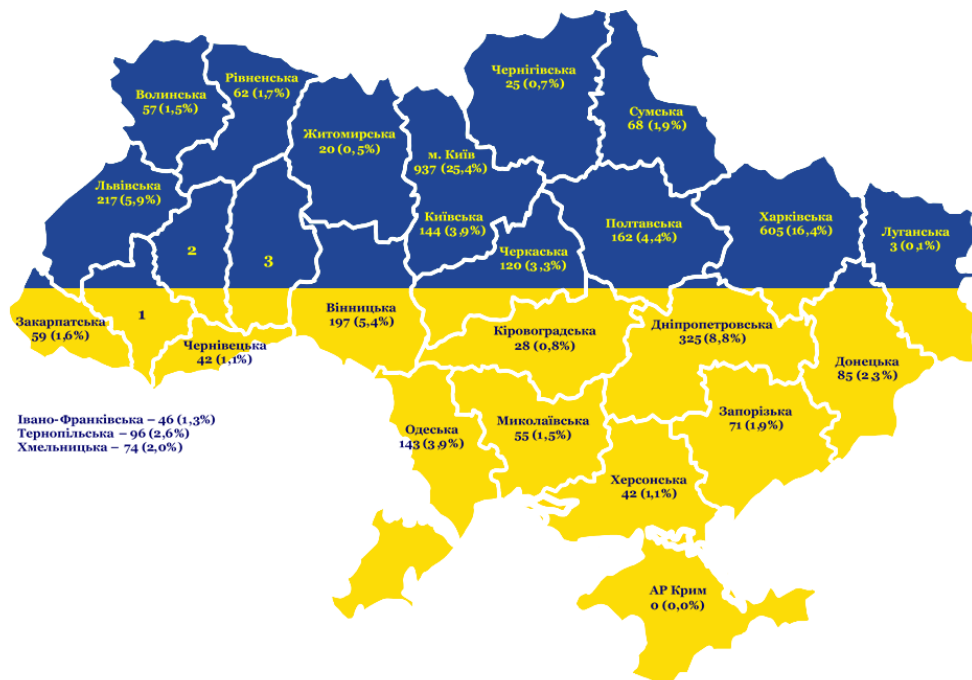 Чернігівська
25 (0,7%)
Рівненська
62 (1,7%)
Волинська
57 (1,5%)
Сумська
68 (1,9%)
Житомирська
20 (0,5%)
м. Київ
937 (25,4%)
Львівська
217 (5,9%)
Київська
144 (3,9%)
Полтавська
162 (4,4%)
Харківська
605 (16,4%)
Луганська
3 (0,1%)
2
3
Черкаська
120 (3,3%)
Закарпатська
59 (1,6%)
1
Чернівецька
42 (1,1%)
Вінницька
197 (5,4%)
Кіровоградська
28 (0,8%)
Дніпропетровська
325 (8,8%)
Донецька
85 (2,3%)
Івано-Франківська – 46 (1,3%)
Тернопільська – 96 (2,6%)
Хмельницька – 74 (2,0%)
Одеська
143 (3,9%)
Миколаївська
55 (1,5%)
Запорізька
71 (1,9%)
Херсонська
42 (1,1%)
АР Крим
0 (0,0%)